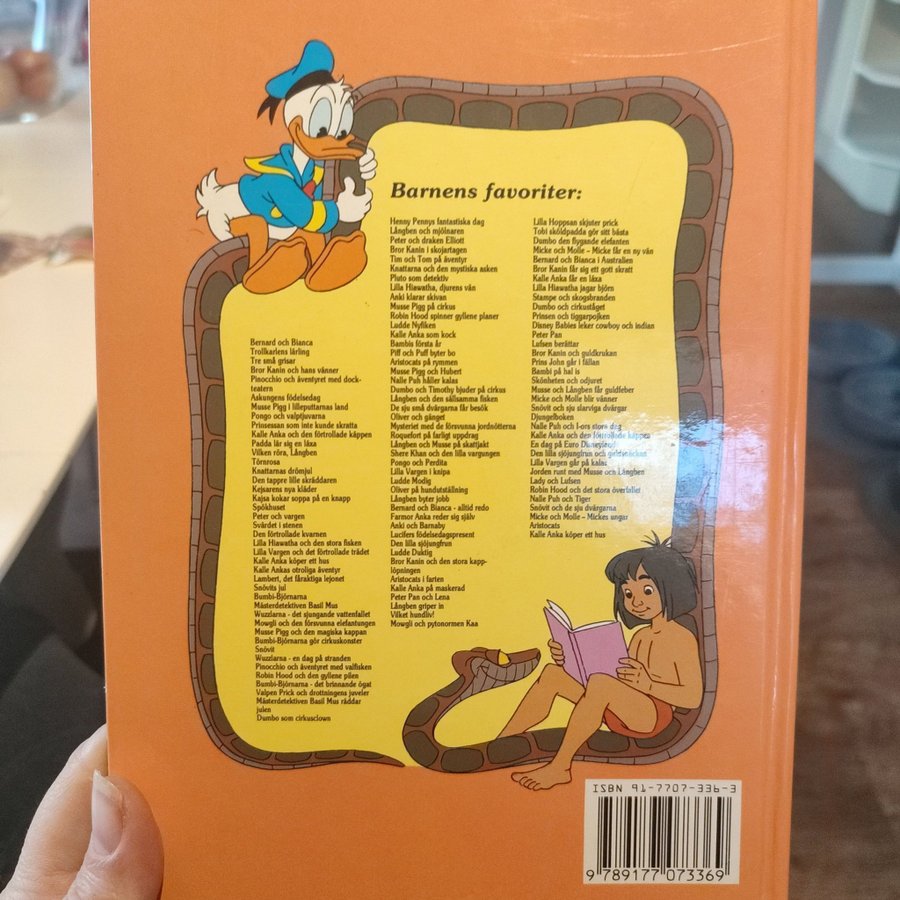 Barnens favoriter:
Bernard och Bianca
Trollkarlens lärling
Tre små grisar
Bror Kanin och hans vänner
Pinocchio och äventyret med dock-
teatern
Askungens födelsedag
Musse Pigg i lilleputtarnas land
Pongo och valptjuvarna
Prinsessan som inte kunde skratta
Kalle Anka och den förtrollade käppen
Padda lär sig en läxa
Vilken röra, Långben
Törnrosa
Knattarnas drömjul
Den tappre lille skräddaren
Kejsarens nya kläder
Kajsa kokar soppa på en knapp
Spökhuset
Peter och vargen
Svärdet i stenen
Den förtrollade kvarnen
Lilla Hiawatha och den stora fisken
Lilla Vargen och det förtrollade trädet
Kalle Anka köper ett hus
Kalle Ankas otroliga äventyr
Lambert, det fåraktiga lejonet
Snövits jul
Bumbi-Björnarna
Mästerdetektiven Basil Mus
Wuzzlarna - det sjungande vattenfallet
Mowgli och den försvunna elefantungen
Musse Pigg och den magiska kappan
Bumbi-Björnarna gör cirkuskonster
Snövit
Wuzzlarna - en dag på stranden
Pinocchio och äventyret med valfisken
Robin Hood och den gyllene pilen
Bumbi-Björnarna - det brinnande ögat
Valpen Prick och drottningens juveler
Mästerdetektiven Basil Mus räddar
julen
Dumbo som cirkusclown
Henny Pennys fantastiska dag
Långben och mjölnaren
Peter och draken Elliott
Bror Kanin i skojartagen
Tim och Tom på äventyr
Knattarna och den mystiska asken
Pluto som detektiv
Lilla Hiawatha, djurens vän
Anki klarar skivan
Musse Pigg på cirkus
Robin Hood spinner gyllene planer
Ludde Nyfiken
Kalle Anka som kock
Bambis första år
Piff och Puff byter bo
Aristocats på rymmen
Musse Pigg och Hubert
Nalle Puh håller kalas
Dumbo och Timothy bjuder på cirkus
Långben och den sällsamma fisken
De sju små dvärgarna får besök
Oliver och gänget
Mysteriet med de försvunna jordnötterna
Roquefort på farligt uppdrag
Långben och Musse på skattjakt
Shere Khan och den lilla vargungen
Pongo och Perdita
Lilla Vargen i knipa
Ludde Modig
Oliver på hundutställning
Långben byter jobb
Bernard och Bianca - alltid redo
Farmor Anka reder sig själv
Anki och Barnaby
Lucifers födelsedagspresent
Den lilla sjöjungfrun
Ludde Duktig
Bror Kanin och den stora kapp-
löpningen
Aristocats i farten
Kalle Anka på maskerad
Peter Pan och Lena
Långben griper in
Vilket hundliv!
Mowgli och pytonormen Kaa
Lilla Hoppsan skjuter prick
Tobi sköldpadda gör sitt bästa
Dumbo den flygande elefanten
Micke och Molle - Micke får en ny vän
Bernard och Bianca i Australien
Bror Kanin får sig ett gott skratt
Kalle Anka får en läxa
Lilla Hiawatha jagar björn
Stampe och skogsbranden
Dumbo och cirkuståget
Prinsen och tiggarpojken
Disney Babies leker cowboy och indian
Peter Pan
Lufsen berättar
Bror Kanin och guldkrukan
Prins John går i fällan
Bambi på hal is
Skönheten och odjuret
Musse och Långben får guldfeber
Micke och Molle blir vänner
Snövit och sju slarviga dvärgar
Djungelboken
Nalle Puh och I-ors stora dag
Kalle Anka och den förtrollade käppen
En dag på Euro Disneyland
Den lilla sjöjungfrun och guldsnäckan
Lilla Vargen går på kalas
Jorden runt med Musse och Långben
Lady och Lufsen
Robin Hood och det stora överfallet
Nalle Puh och Tiger
Snövit och de sju dvärgarna
Micke och Molle - Mickes ungar
Aristocats
Kalle Anka köper ett hus
ISBN 91-7707-336-3
9 789177 073369